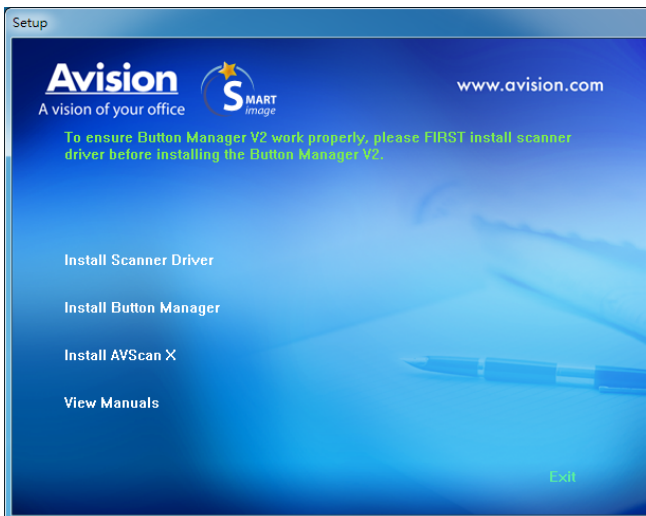 Setup
Avision
A vision of your office
SMART
image
www.avision.com
To ensure Button Manager V2 work properly, please FIRST install scanner
driver before installing the Button Manager V2.
Install Scanner Driver
Install Button Manager
Install AVScan X
View Manuals
Exit